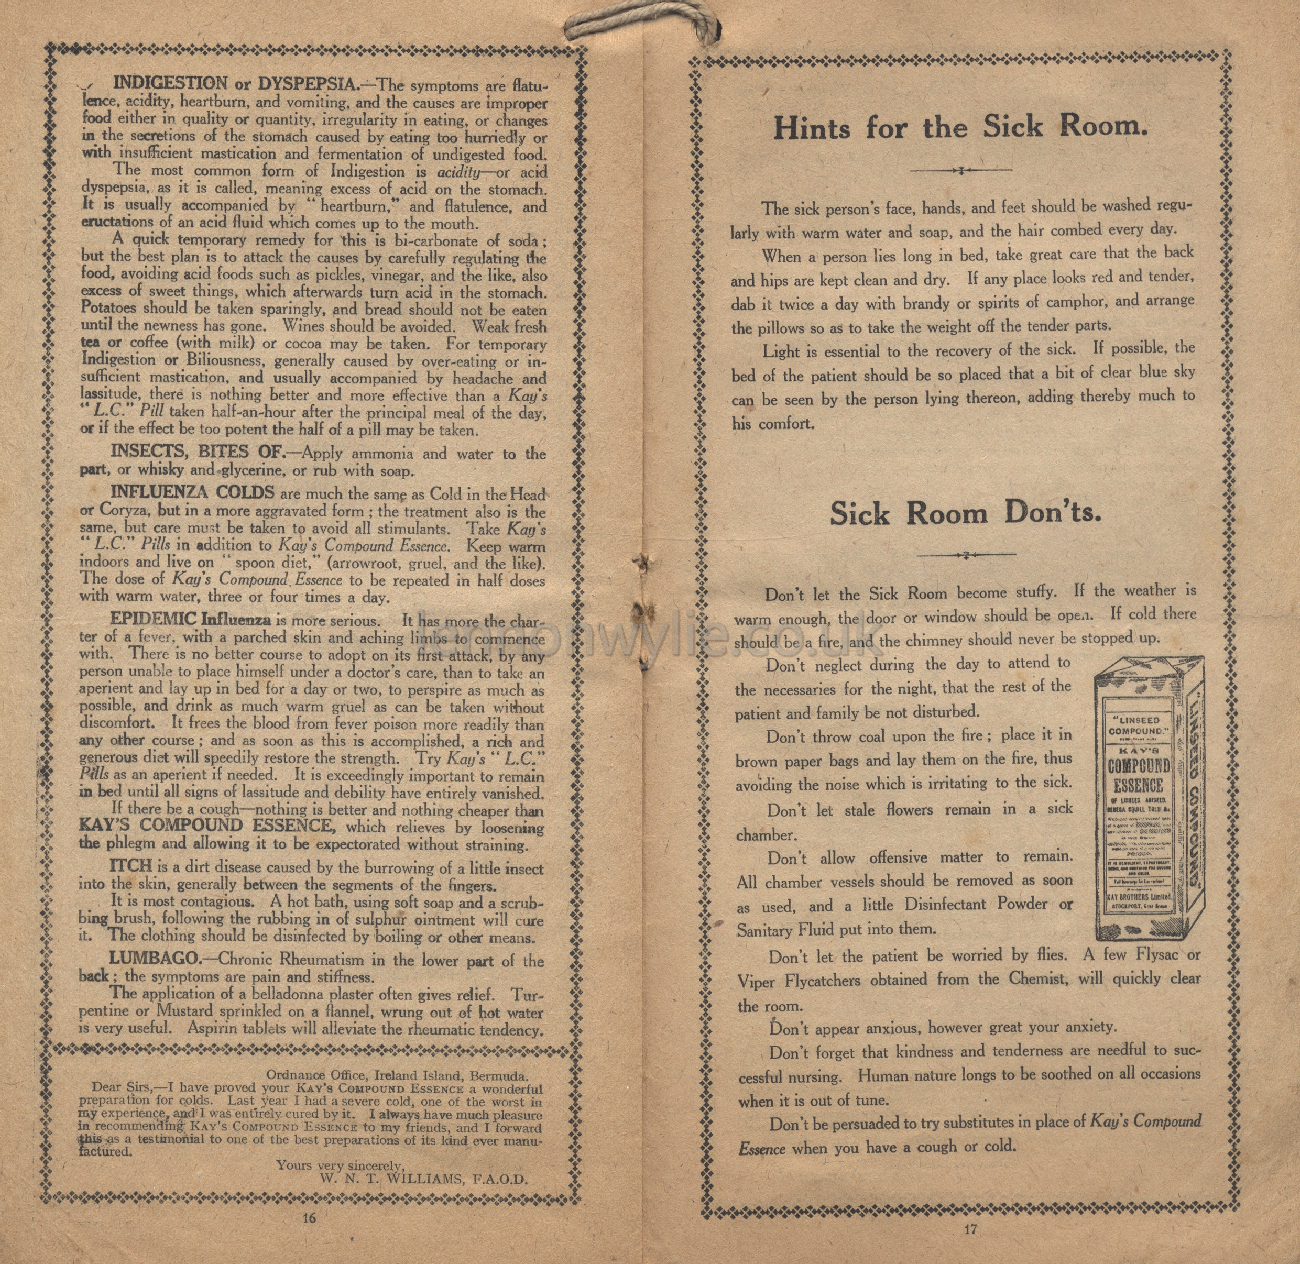 INDIGESTION or DYSPEPSIA.—The symptoms are flatu-
lence, acidity, heartburn, and vomiting, and the causes are improper
food either in quality or quantity, irregularity in eating, or changes
in the secretions of the stomach caused by eating too hurriedly or
with insufficient mastication and fermentation of undigested food.
The most common form of Indigestion is acidity—or acid
dyspepsia, as it is called, meaning excess of acid on the stomach.
It is usually accompanied by "heartburn," and flatulence, and
eructations of an acid fluid which comes up to the mouth.
A quick temporary remedy for this is bi-carbonate of soda;
but the best plan is to attack the causes by carefully regulating the
food, avoiding acid foods such as pickles, vinegar, and the like, also
excess of sweet things, which afterwards turn acid in the stomach.
Potatoes should be taken sparingly, and bread should not be eaten
until the newness has gone. Wines should be avoided. Weak fresh
tea or coffee (with milk) or cocoa may be taken. For temporary
Indigestion or Biliousness, generally caused by over-eating or in-
sufficient mastication, and usually accompanied by headache and
lassitude, there is nothing better and more effective than a Kay's
"L.C." Pill taken half-an-hour after the principal meal of the day,
or if the effect be too potent the half of a pill may be taken.
INSECTS, BITES OF.—Apply ammonia and water to the
part, or whisky and glycerine, or rub with soap.
INFLUENZA COLDS are much the same as Cold in the Head
or Coryza, but in a more aggravated form; the treatment also is the
same, but care must be taken to avoid all stimulants. Take Kay's
"L.C." Pills in addition to Kay's Compound Essence. Keep warm
indoors and live on "spoon diet," (arrowroot, gruel, and the like).
The dose of Kay's Compound Essence to be repeated in half doses
with warm water, three or four times a day.
EPIDEMIC Influenza is more serious. It has more the char-
ter of a fever, with a parched skin and aching limbs to commence
with. There is no better course to adopt on its first attack, by any
person unable to place himself under a doctor's care, than to take an
aperient and lay up in bed for a day or two, to perspire as much as
possible, and drink as much warm gruel as can be taken without
discomfort. It frees the blood from fever poison more readily than
any other course; and as soon as this is accomplished, a rich and
generous diet will speedily restore the strength. Try Kay's "L.C."
Pills as an aperient if needed. It is exceedingly important to remain
in bed until all signs of lassitude and debility have entirely vanished.
If there be a cough—nothing is better and nothing cheaper than
KAY'S COMPOUND ESSENCE, which relieves by loosening
the phlegm and allowing it to be expectorated without straining.
ITCH is a dirt disease caused by the burrowing of a little insect
into the skin, generally between the segments of the fingers.
It is most contagious. A hot bath, using soft soap and a scrub-
bing brush, following the rubbing in of sulphur ointment will cure
it. The clothing should be disinfected by boiling or other means.
LUMBAGO.—Chronic Rheumatism in the lower part of the
back; the symptoms are pain and stiffness.
The application of a belladonna plaster often gives relief. Tur-
pentine or Mustard sprinkled on a flannel, wrung out of hot water
is very useful. Aspirin tablets will alleviate the rheumatic tendency.
Ordnance Office, Ireland Island, Bermuda.
Dear Sirs,—I have proved your KAY'S COMPOUND ESSENCE a wonderful
preparation for colds. Last year I had a severe cold, one of the worst in
my experience, and I was entirely cured by it. I always have much pleasure
in recommending KAY'S COMPOUND ESSENCE to my friends, and I forward
this as a testimonial to one of the best preparations of its kind ever manu-
factured.
Yours very sincerely,
W. N. T. WILLIAMS, F.A.O.D.
16
Hints for the Sick Room.
The sick person's face, hands, and feet should be washed regu-
larly with warm water and soap, and the hair combed every day.
When a person lies long in bed, take great care that the back
and hips are kept clean and dry. If any place looks red and tender,
dab it twice a day with brandy or spirits of camphor, and arrange
the pillows so as to take the weight off the tender parts.
Light is essential to the recovery of the sick. If possible, the
bed of the patient should be so placed that a bit of clear blue sky
can be seen by the person lying thereon, adding thereby much to
his comfort.
Sick Room Don'ts.
Don't let the Sick Room become stuffy. If the weather is
warm enough, the door or window should be open. If cold there
should be a fire, and the chimney should never be stopped up.
Don't neglect during the day to attend to
the necessaries for the night, that the rest of the
patient and family be not disturbed.
Don't throw coal upon the fire; place it in
brown paper bags and lay them on the fire, thus
avoiding the noise which is irritating to the sick.
Don't let stale flowers remain in a sick
chamber.
Don't allow offensive matter to remain.
All chamber vessels should be removed as soon
as used, and a little Disinfectant Powder or
Sanitary Fluid put into them.
Don't let the patient be worried by flies. A few Flysac or
Viper Flycatchers obtained from the Chemist, will quickly clear
the room.
Don't appear anxious, however great your anxiety.
Don't forget that kindness and tenderness are needful to suc-
cessful nursing. Human nature longs to be soothed on all occasions
when it is out of tune.
Don't be persuaded to try substitutes in place of Kay's Compound
Essence when you have a cough or cold.
17
"LINSEED
COMPOUND."
KAY'S
COMPOUND
ESSENCE
KAY BROTHERS Limited,
STOCKPORT,
LINSEED COMPOUND
lennonwylie.co.uk